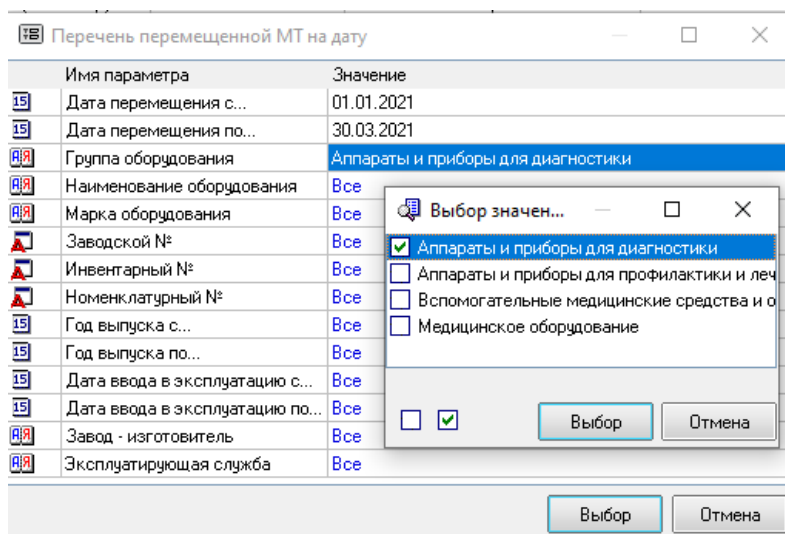 Перечень перемещенной МТ на дату
Имя параметра Значение
Дата перемещения с... 01.01.2021
Дата перемещения по... 30.03.2021
Группа оборудования Аппараты и приборы для диагностики
Наименование оборудования Все
Марка оборудования Все
Заводской № Все
Инвентарный № Все
Номенклатурный № Все
Год выпуска с... Все
Год выпуска по... Все
Дата ввода в эксплуатацию с... Все
Дата ввода в эксплуатацию по... Все
Завод - изготовитель Все
Эксплуатирующая служба Все
Выбор Отмена
Выбор значен...
Аппараты и приборы для диагностики
Аппараты и приборы для профилактики и леч
Вспомогательные медицинские средства и о
Медицинское оборудование
Выбор Отмена